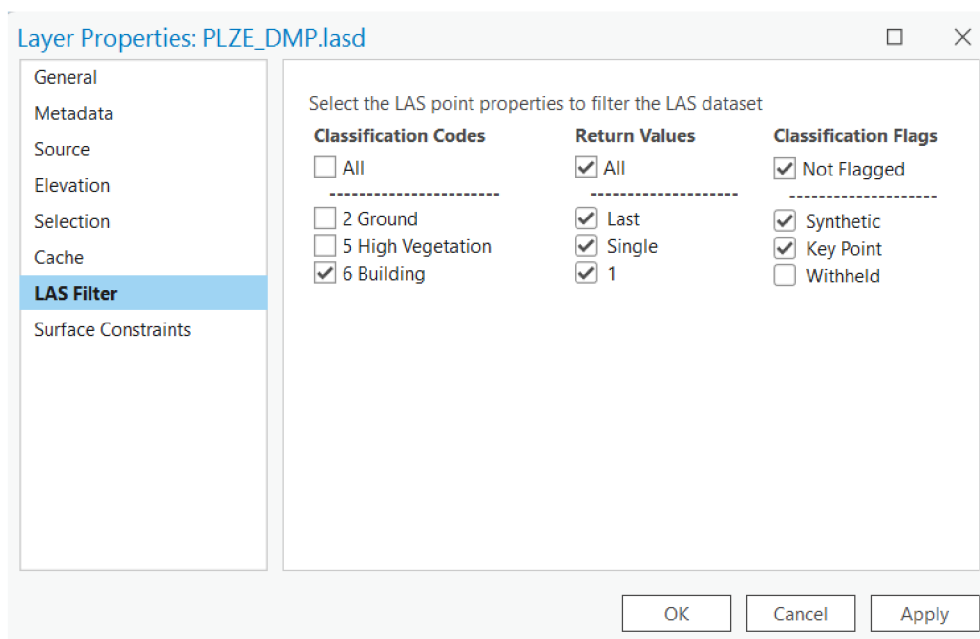 Layer Properties: PLZE_DMP.lasd
General
Metadata
Source
Elevation
Selection
Cache
LAS Filter
Surface Constraints
Select the LAS point properties to filter the LAS dataset
Classification Codes
All
-----------------------
2 Ground
5 High Vegetation
6 Building
Return Values
All
--------------------
Last
Single
1
Classification Flags
Not Flagged
--------------------
Synthetic
Key Point
Withheld
OK
Cancel
Apply